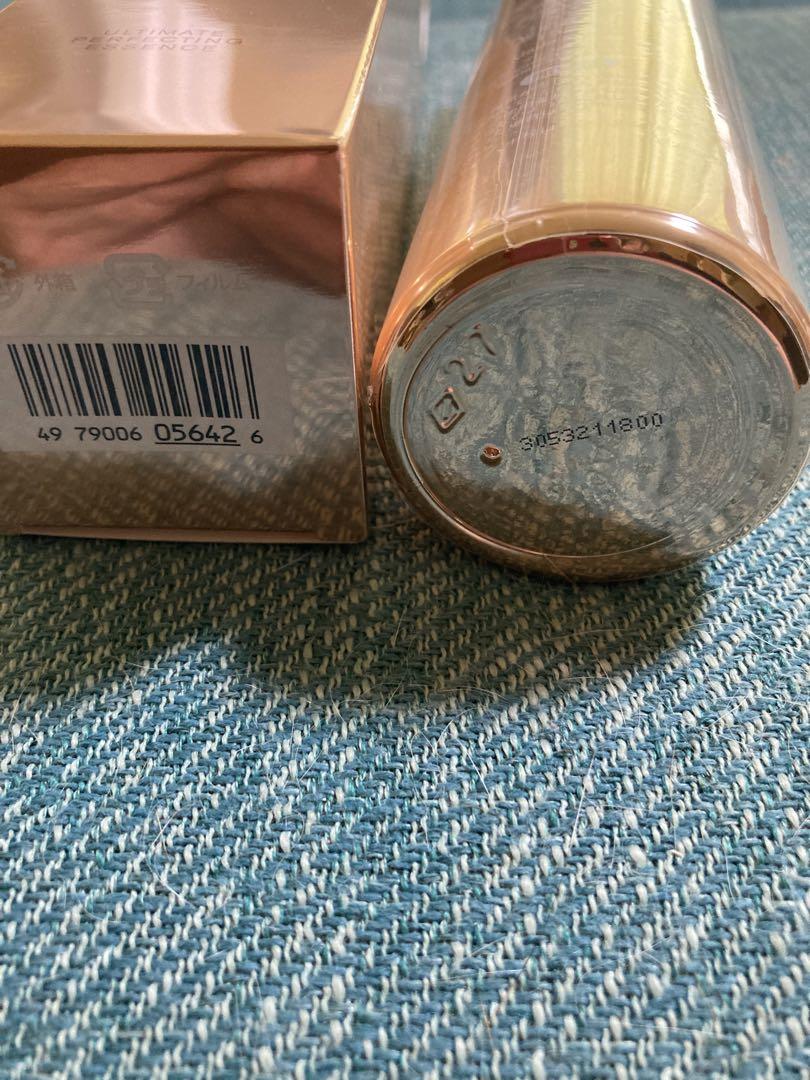 ULTIMATE
PERFECTING
ESSENCE
外箱
フィルム
49 79006 05642 6
3053211800